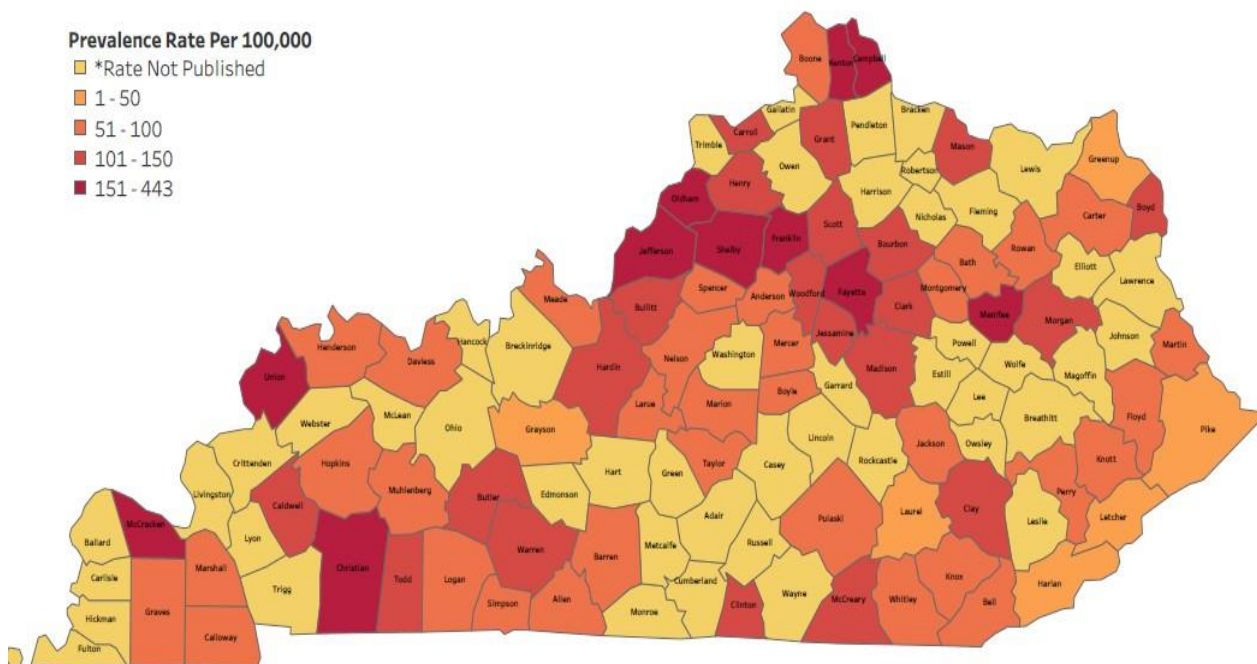 Prevalence Rate Per 100,000
*Rate Not Published
1 - 50
51 - 100
101 - 150
151 - 443
Boone
Kenton
Campbell
Gallatin
Bracken
Pendleton
Carroll
Grant
Trimble
Mason
Owen
Lewis
Greenup
Robertson
Henry
Harrison
Oldham
Nicholas
Fleming
Carter
Boyd
Scott
Franklin
Shelby
Jefferson
Bourbon
Rowan
Bath
Elliott
Lawrence
Spencer
Anderson
Woodford
Fayette
Montgomery
Meade
Bullitt
Clark
Menifee
Morgan
Jessamine
Johnson
Henderson
Daviess
Hancock
Breckinridge
Nelson
Washington
Mercer
Powell
Martin
Union
Hardin
Madison
Estill
Wolfe
Magoffin
Garrard
Boyle
Lee
Larue
Marion
Webster
McLean
Breathitt
Floyd
Ohio
Grayson
Lincoln
Pike
Jackson
Owsley
Crittenden
Hopkins
Hart
Green
Taylor
Casey
Rockcastle
Knott
Livingston
Muhlenberg
Edmonson
Butler
Perry
Caldwell
Clay
Leslie
Letcher
Pulaski
Laurel
Adair
McCracken
Lyon
Ballard
Warren
Barren
Metcalfe
Russell
Marshall
Christian
Todd
Logan
Carlisle
Cumberland
Knox
Harlan
Trigg
Simpson
Allen
Wayne
McCreary
Whitley
Bell
Graves
Monroe
Clinton
Hickman
Calloway
Fulton